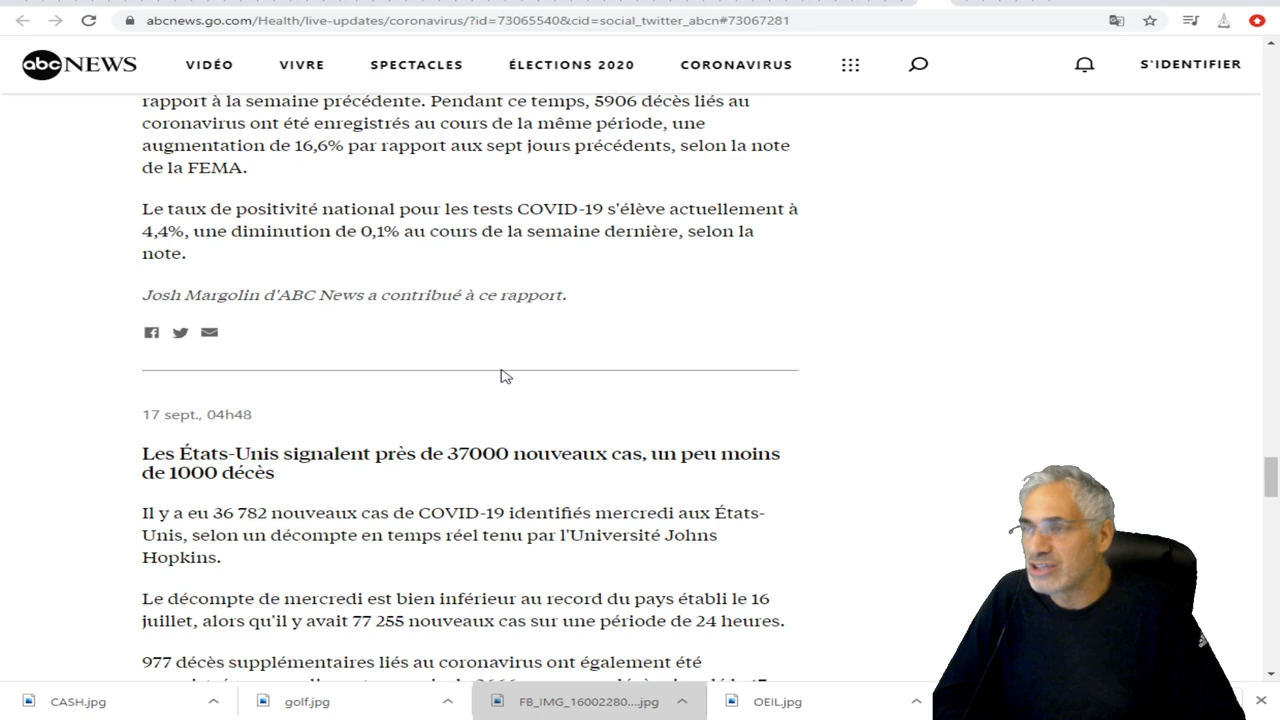 abcnews.go.com/Health/live-updates/coronavirus/?id=73065540&cid=social_twitter_abcn#73067281
abc NEWS VIDÉO VIVRE SPECTACLES ÉLECTIONS 2020 CORONAVIRUS S'IDENTIFIER
rapport à la semaine précédente. Pendant ce temps, 5906 décès liés au
coronavirus ont été enregistrés au cours de la même période, une
augmentation de 16,6% par rapport aux sept jours précédents, selon la note
de la FEMA.
Le taux de positivité national pour les tests COVID-19 s'élève actuellement à
4,4%, une diminution de 0,1% au cours de la semaine dernière, selon la
note.
Josh Margolin d'ABC News a contribué à ce rapport.
17 sept., 04h48
Les États-Unis signalent près de 37000 nouveaux cas, un peu moins
de 1000 décès
Il y a eu 36 782 nouveaux cas de COVID-19 identifiés mercredi aux États-
Unis, selon un décompte en temps réel tenu par l'Université Johns
Hopkins.
Le décompte de mercredi est bien inférieur au record du pays établi le 16
juillet, alors qu'il y avait 77 255 nouveaux cas sur une période de 24 heures.
977 décès supplémentaires liés au coronavirus ont également été
CASH.jpg golf.jpg FB_IMG_16002280....jpg OEIL.jpg